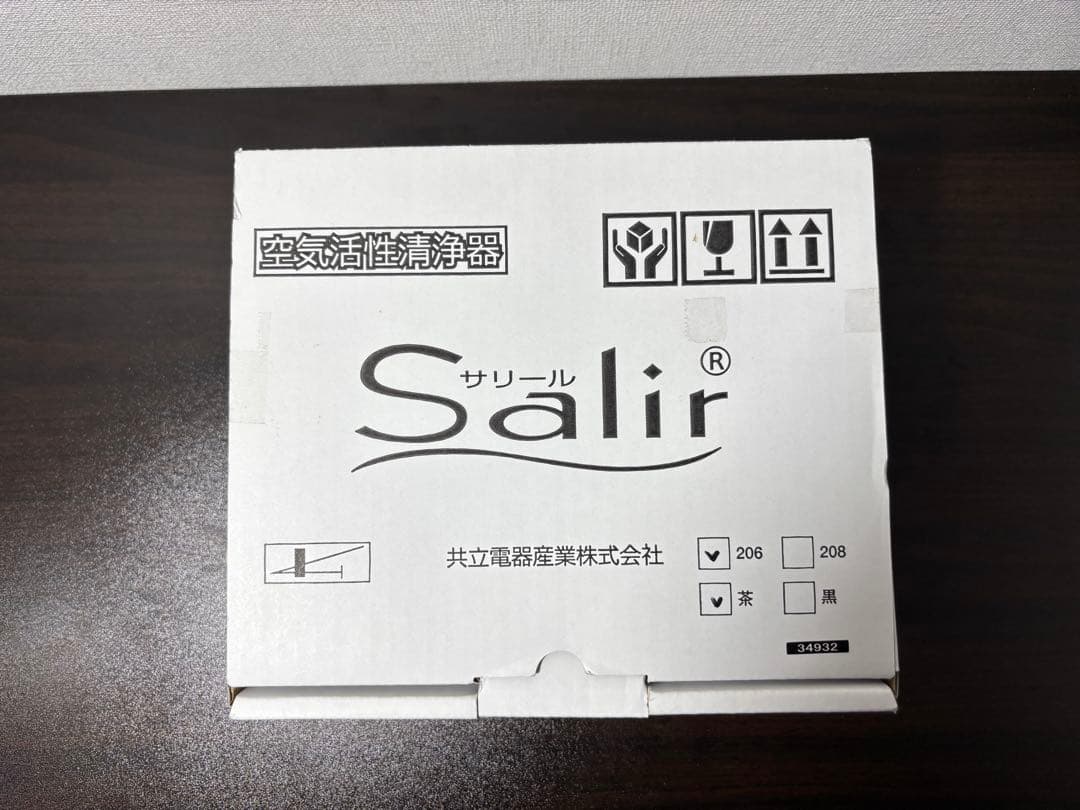 空気活性清浄器
サリール
Salir®
共立電器産業株式会社
206 208
茶 黒
34932